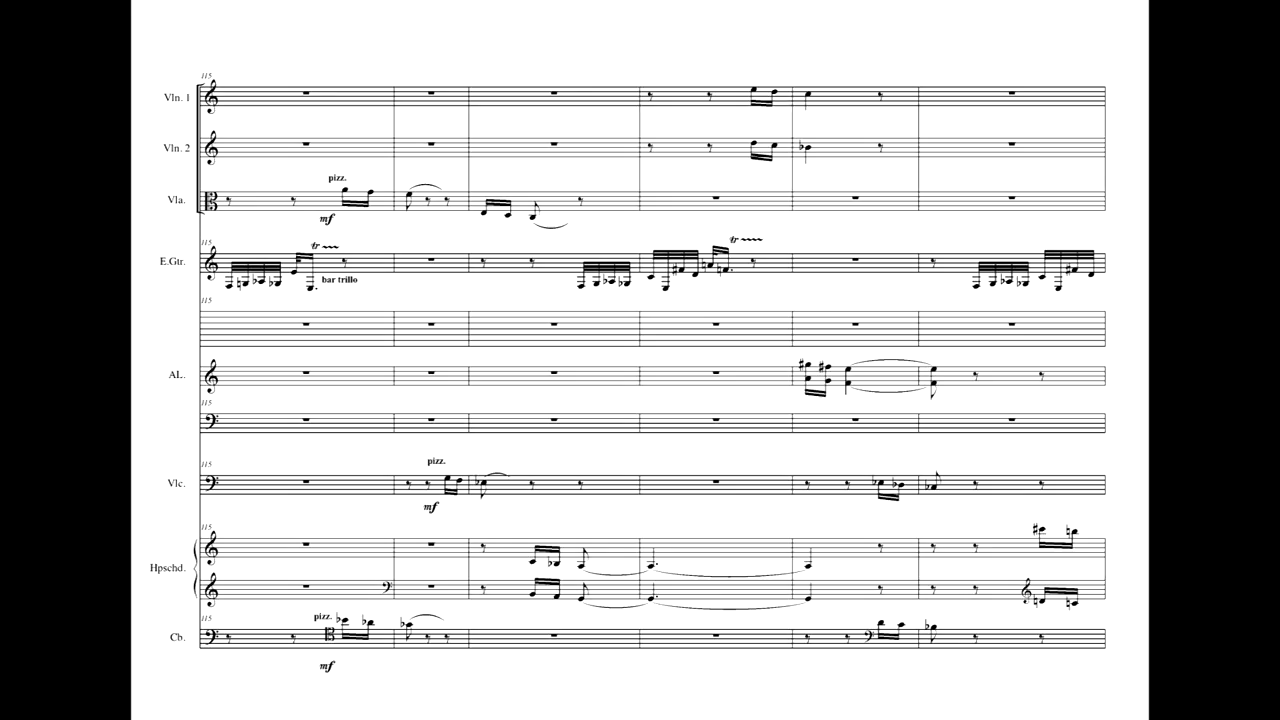 115
Vln. 1
Vln. 2
pizz.
Vla.
mf
115
tr
tr
E.Gtr.
bar trillo
115
AL.
115
pizz.
115
Vlc.
mf
115
Hpschd.
115
pizz.
Cb.
mf